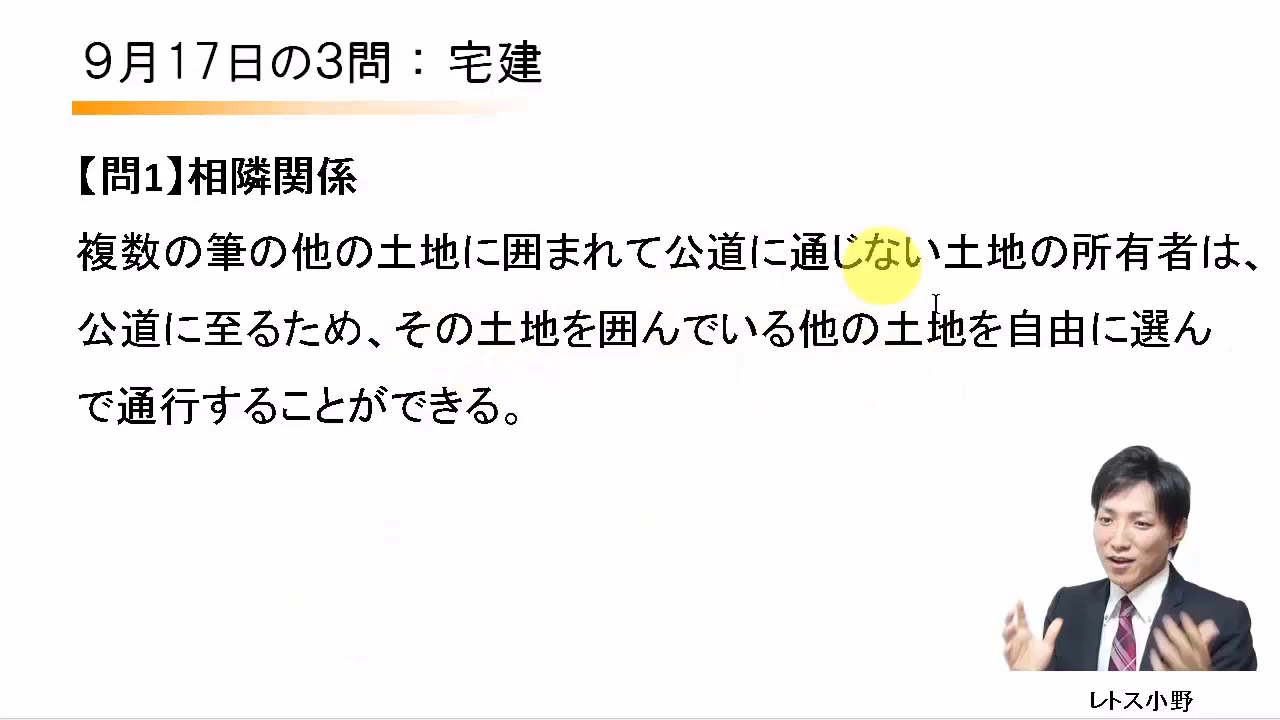 9月17日の3問：宅建
【問1】相隣関係
複数の筆の他の土地に囲まれて公道に通じない土地の所有者は、
公道に至るため、その土地を囲んでいる他の土地を自由に選ん
で通行することができる。
レトス小野